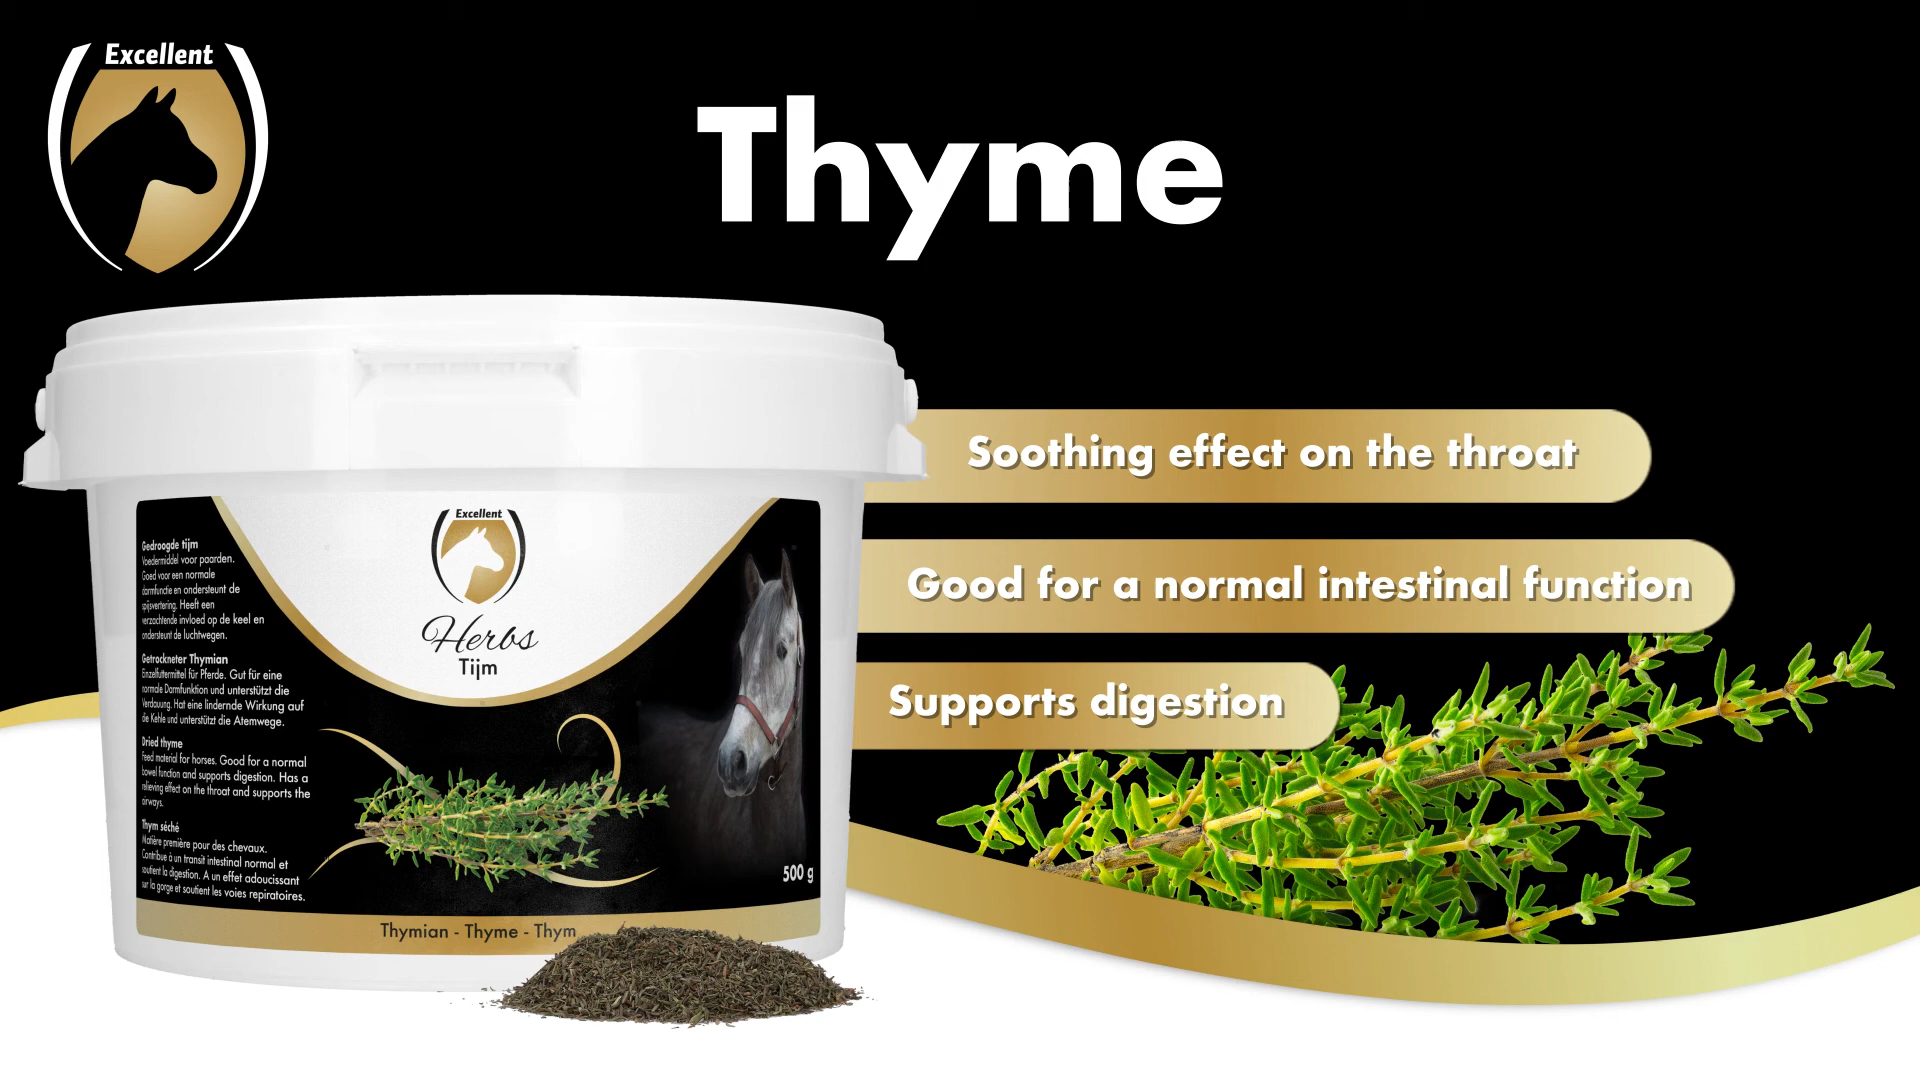 Excellent
Thyme
Soothing effect on the throat
Good for a normal intestinal function
Supports digestion
Excellent
Herbs
Tijm
Gedroogde tijm
Voedermiddel voor paarden.
Goed voor een normale
darmfunctie en ondersteunt de
spijsvertering. Heeft een
verzachtende invloed op de keel en
ondersteunt de luchtwegen.
Getrockneter Thymian
Einzelfuttermittel für Pferde. Gut für eine
normale Darmfunktion und unterstützt die
Verdauung. Hat eine lindernde Wirkung auf
die Kehle und unterstützt die Atemwege.
Dried thyme
Feed material for horses. Good for a normal
bowel function and supports digestion. Has a
relieving effect on the throat and supports the
airways.
Thym séché
Matière première pour des chevaux.
Contribue à un transit intestinal normal et
soutient la digestion. A un effet adoucissant
sur la gorge et soutient les voies repiratoires.
500 g
Thymian - Thyme - Thym